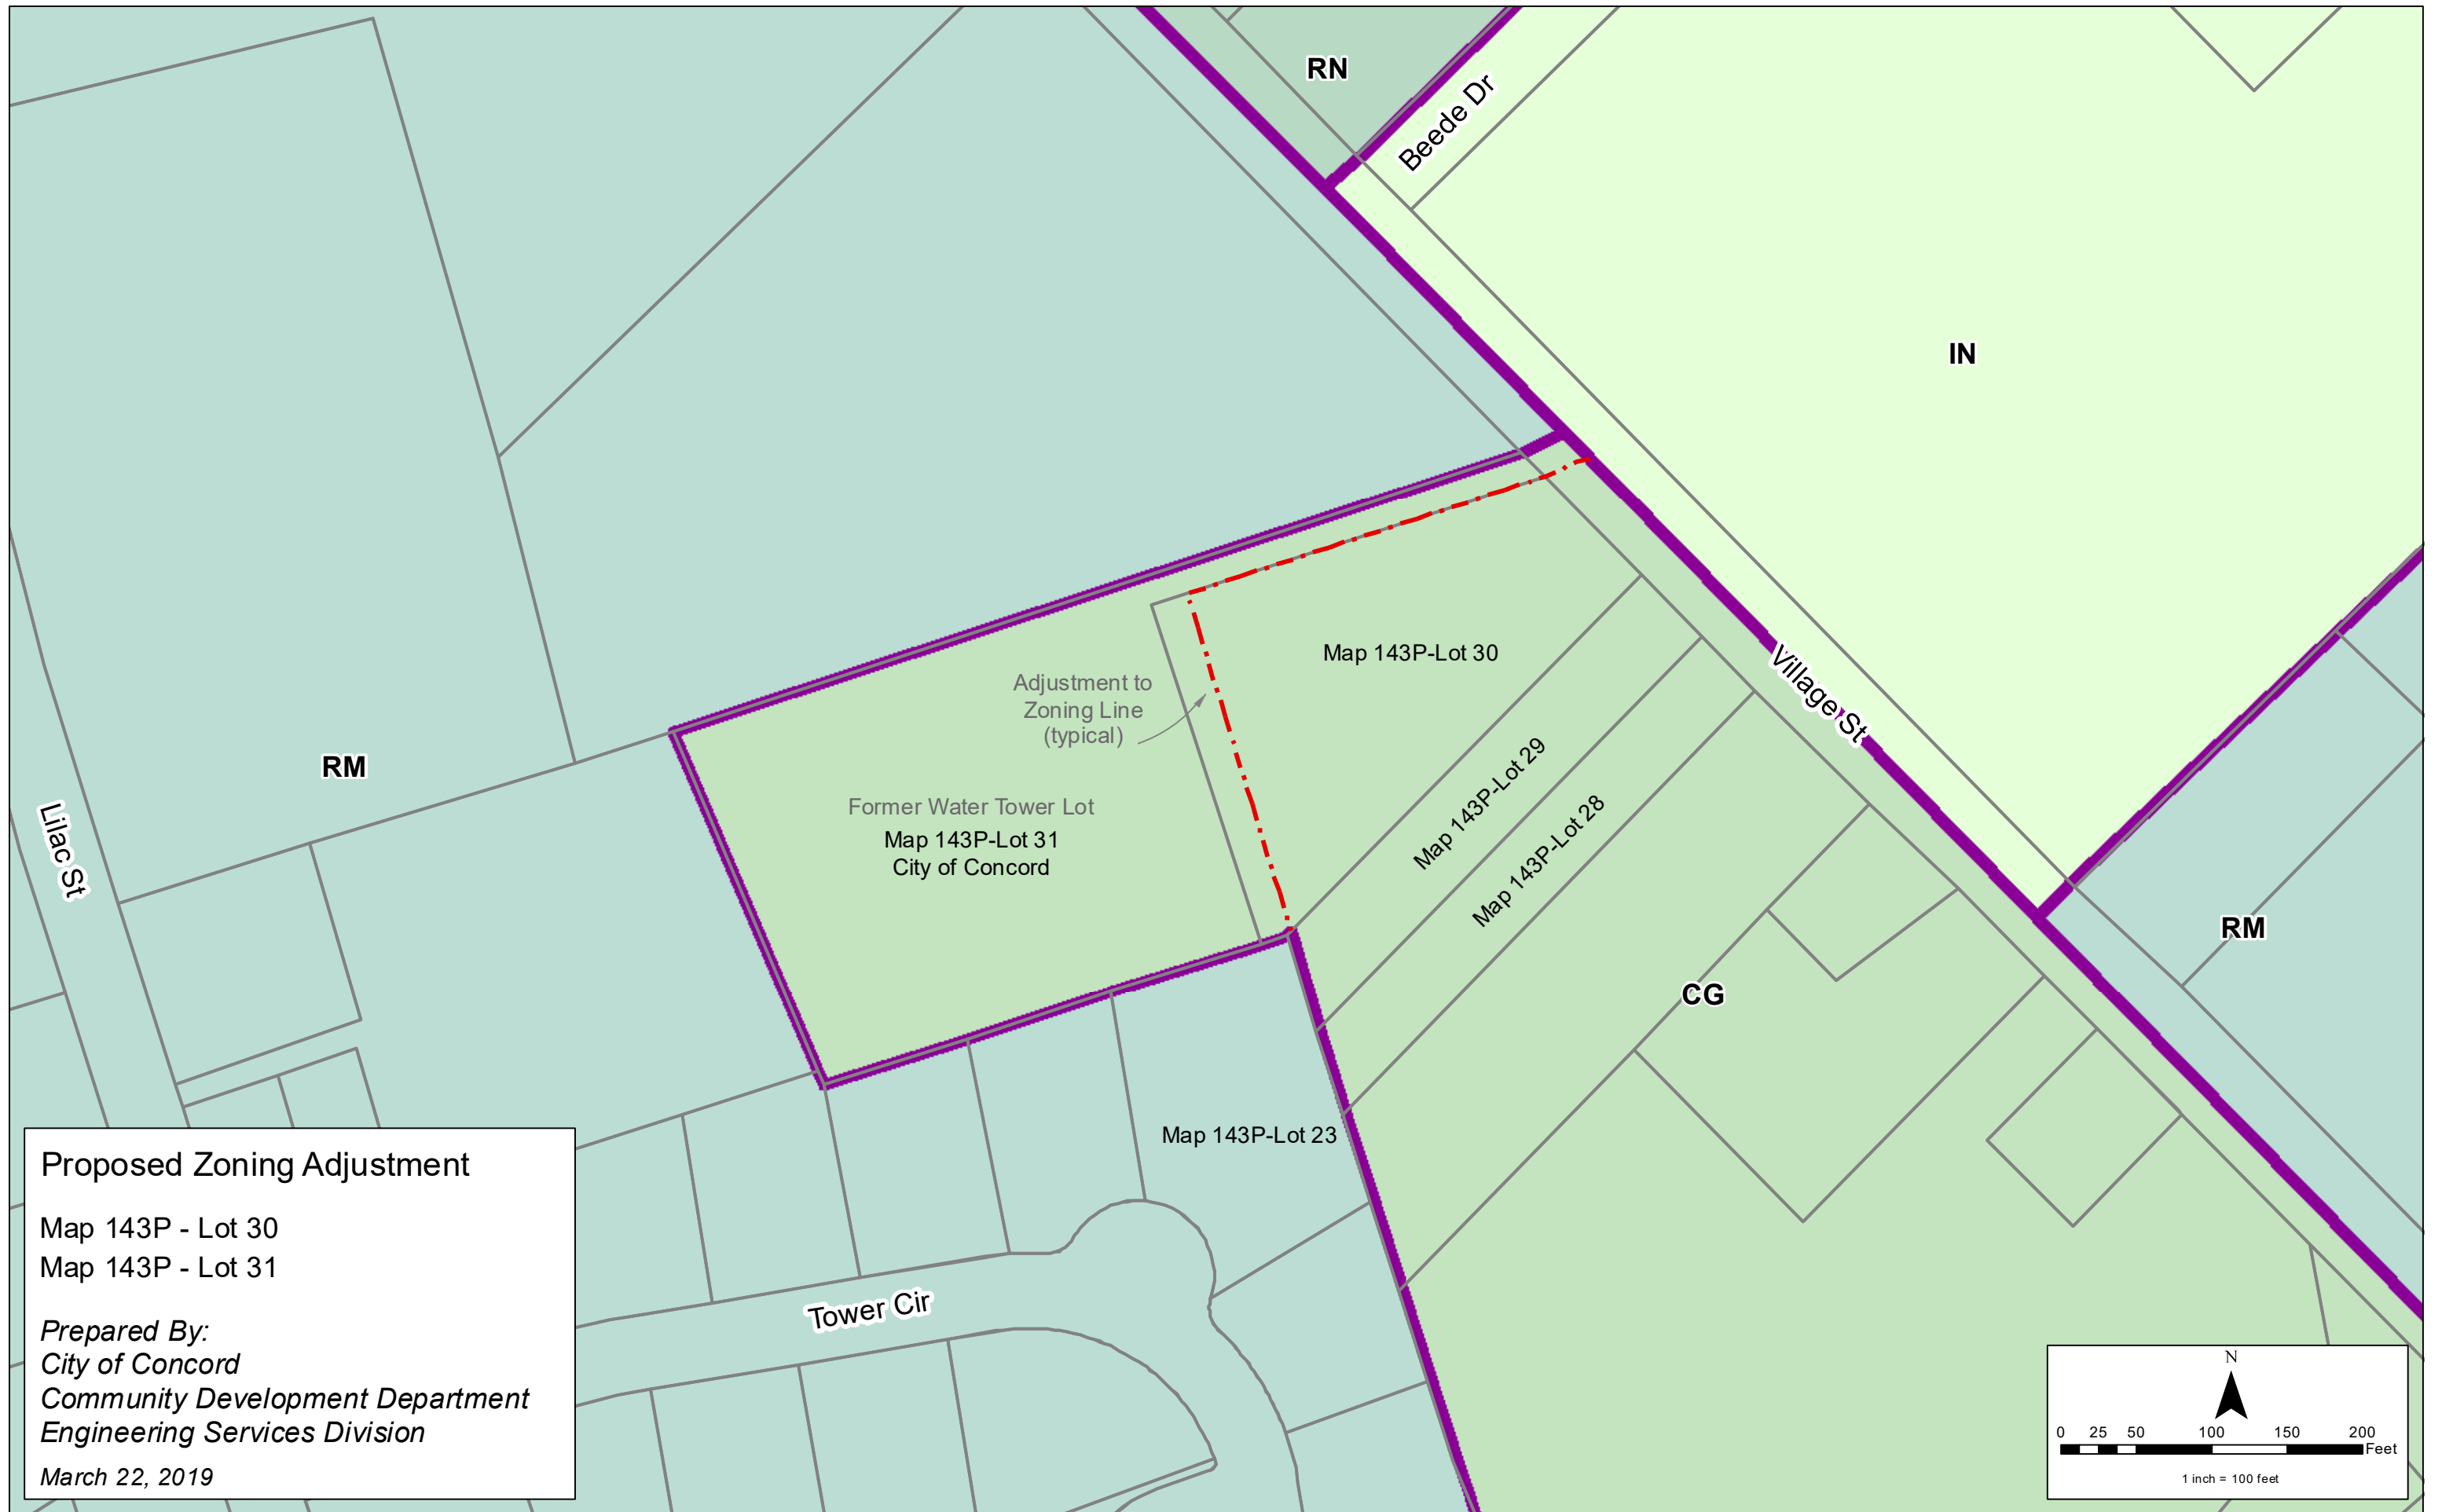 RN
Beede Dr
IN
Map 143P-Lot 30
Adjustment to
Zoning Line
(typical)
Village St
Map 143P-Lot 29
Map 143P-Lot 28
RM
Lilac St
Former Water Tower Lot
Map 143P-Lot 31
City of Concord
RM
CG
Map 143P-Lot 23
Tower Cir
Proposed Zoning Adjustment
Map 143P - Lot 30
Map 143P - Lot 31
Prepared By:
City of Concord
Community Development Department
Engineering Services Division
March 22, 2019
N
0 25 50 100 150 200
Feet
1 inch = 100 feet